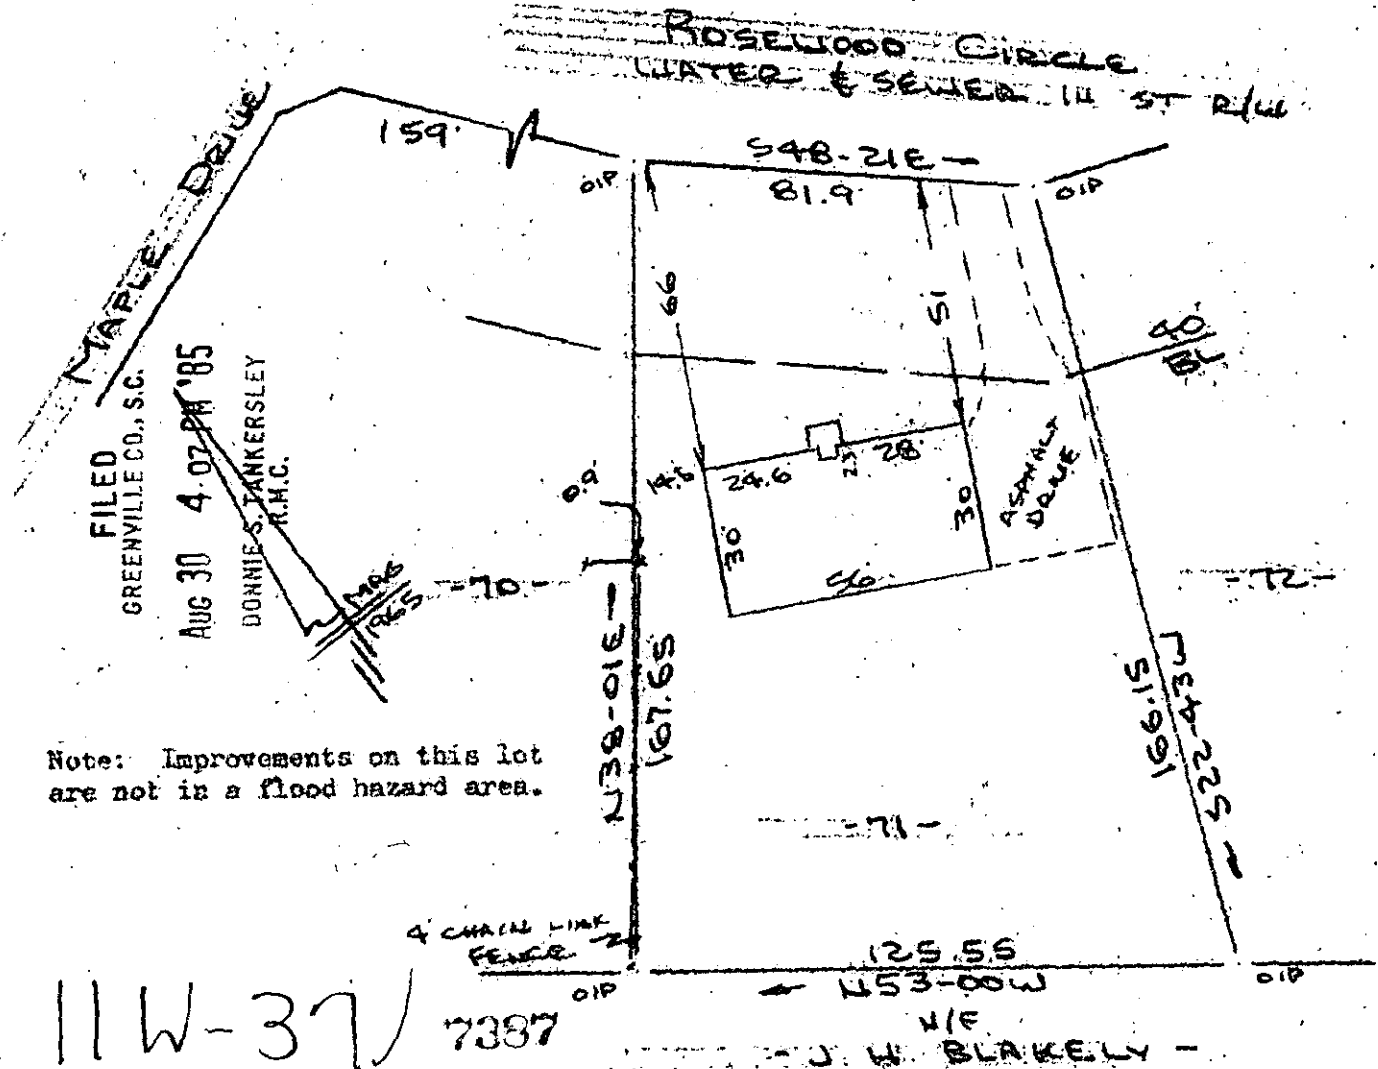 ROSEWOOD CIRCLE
WATER & SEWER IN ST R/W
MAPLE DRIVE
159'
S48-21E
81.9
OIP
OIP
66
51
40'
BL
FILED
GREENVILLE CO., S.C.
AUG 30 4 07 PM '85
DONNIE S. TANKERSLEY
R.M.C.
MAG
1965
0.9'
14.5
24.6
2.5
28'
30'
30
56'
ASPHALT
DRIVE
-70-
-72-
N38-01E
167.65
166.15
S22-43W
Note: Improvements on this lot
are not in a flood hazard area.
-71-
4' CHAIN LINK
FENCE
125.55
N53-00W
OIP
OIP
N/F
- J. W. BLAKELY -
7387